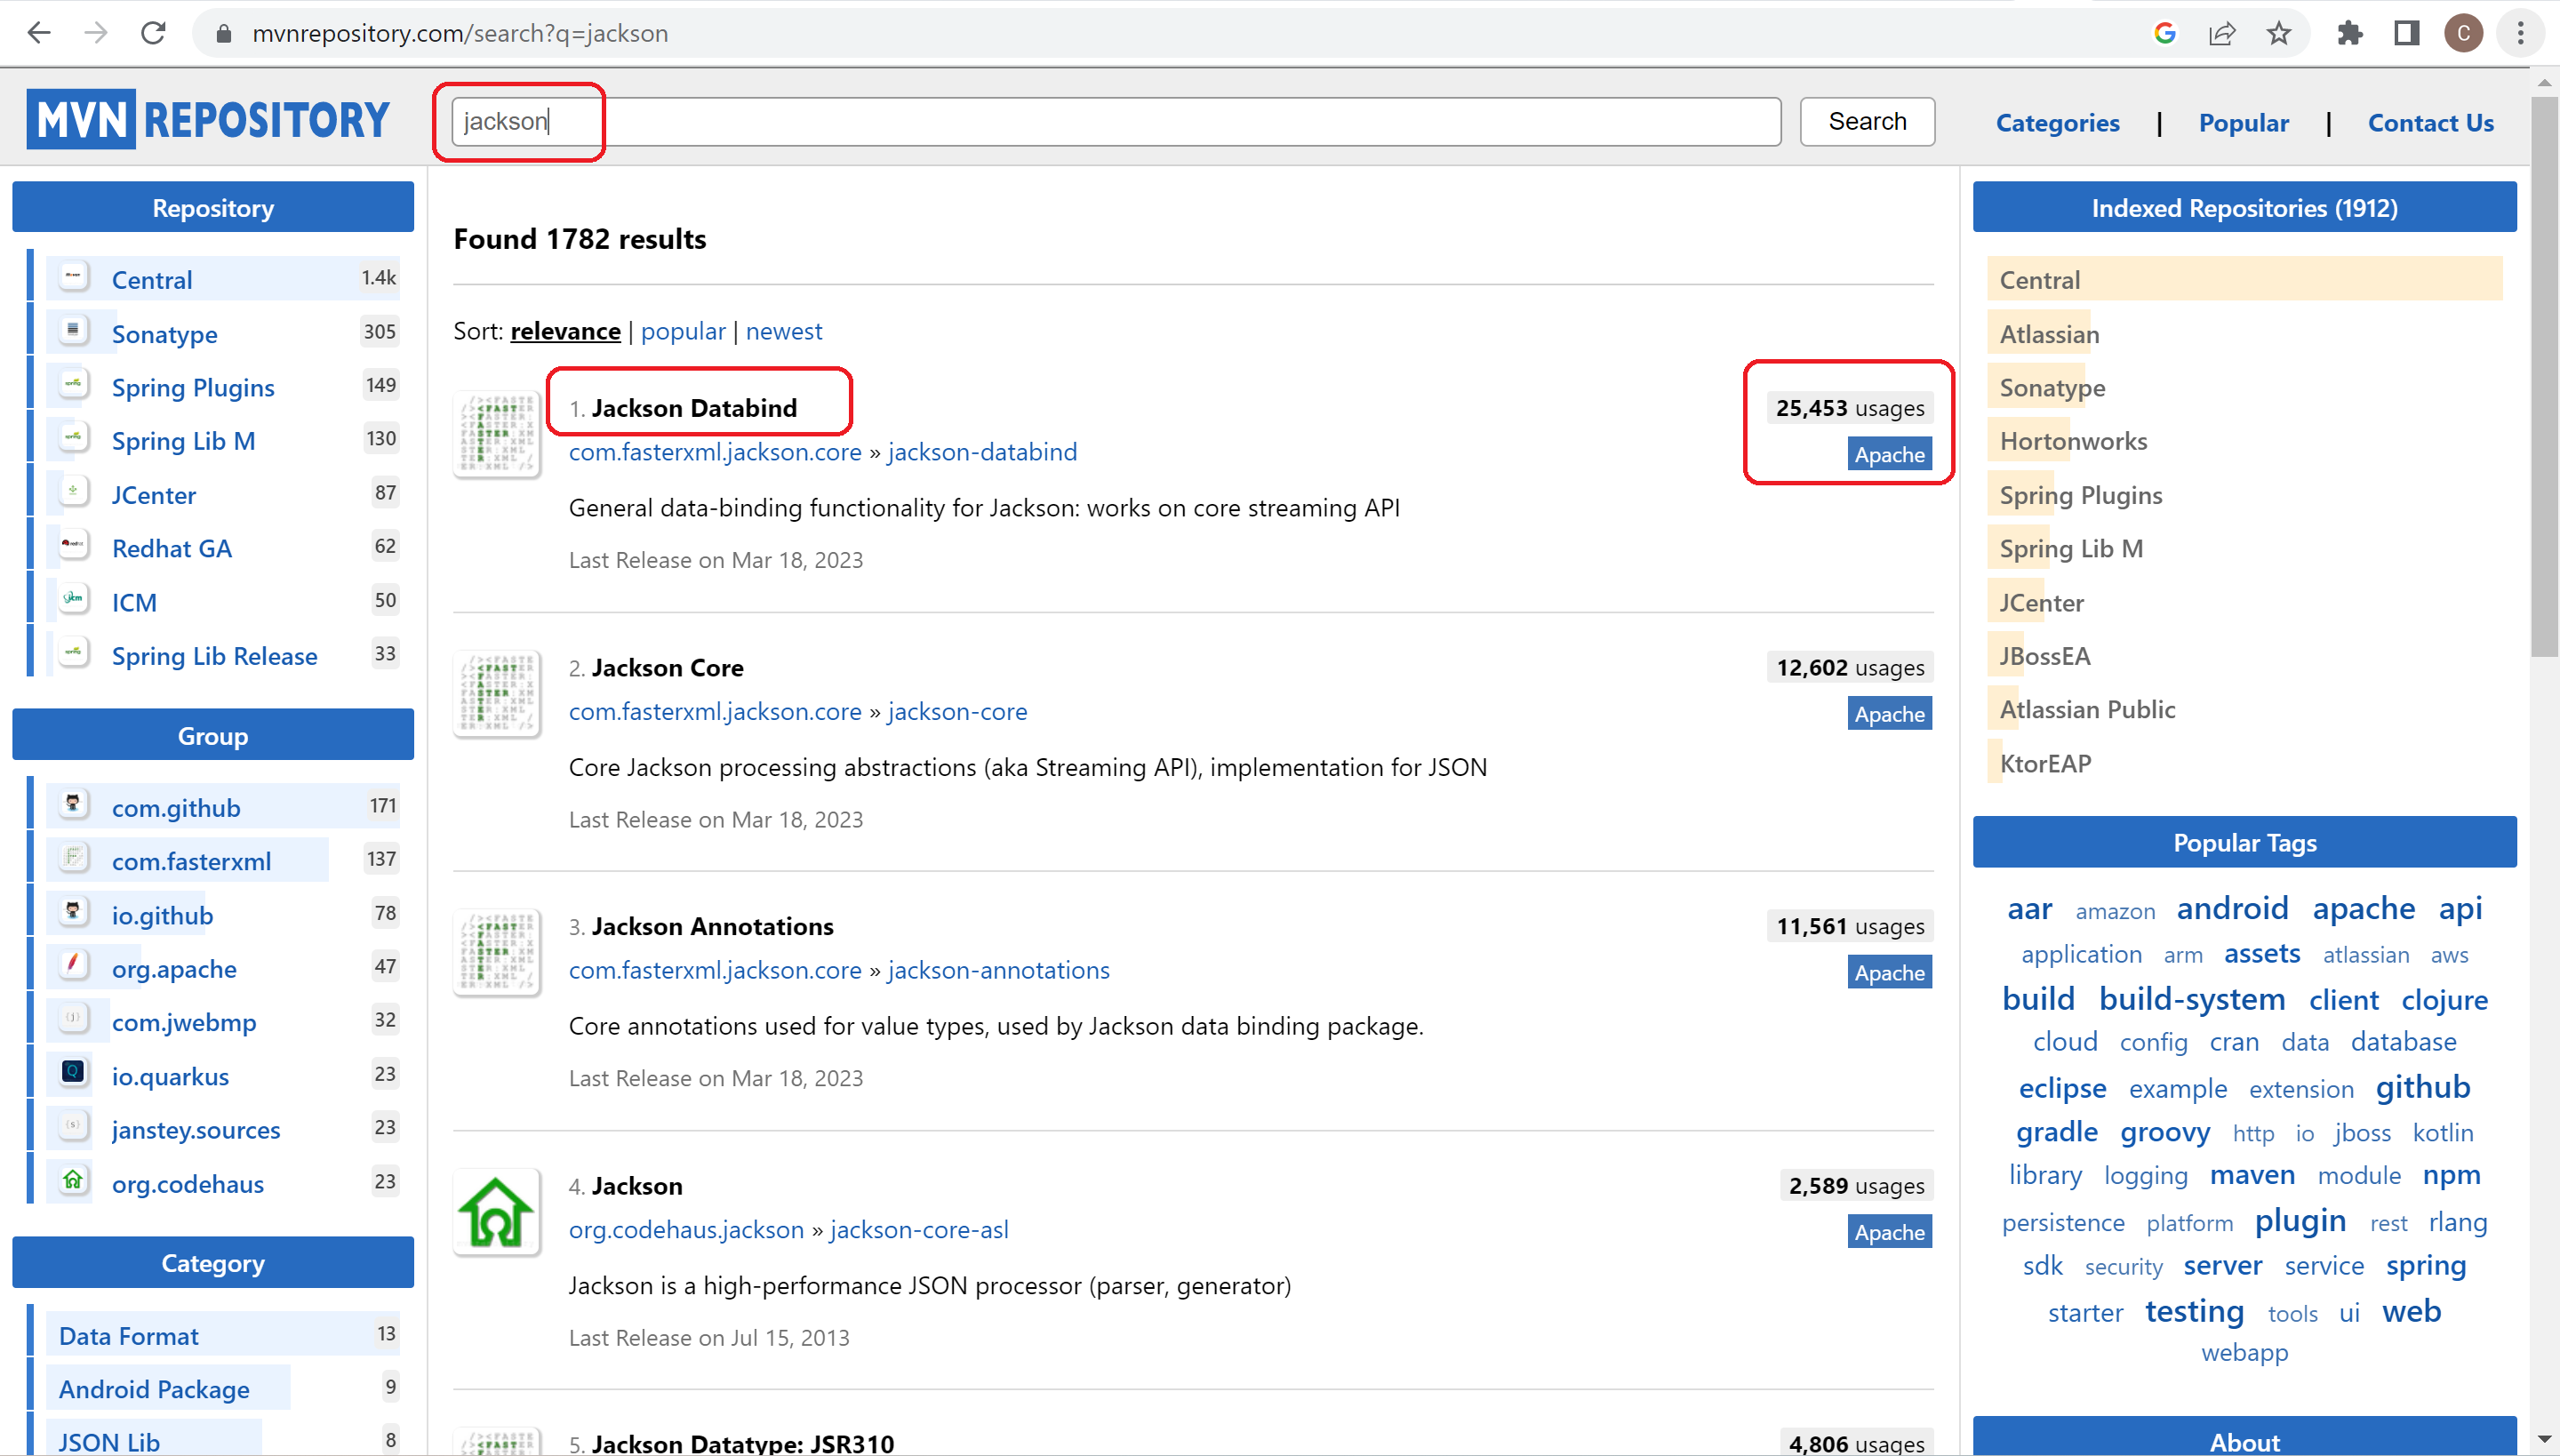 mvnrepository.com/search?q=jackson
C
MVN REPOSITORY
jackson
Search
Categories | Popular | Contact Us
Repository
Central 1.4k
Sonatype 305
Spring Plugins 149
Spring Lib M 130
JCenter 87
Redhat GA 62
ICM 50
Spring Lib Release 33
Group
com.github 171
com.fasterxml 137
io.github 78
org.apache 47
com.jwebmp 32
io.quarkus 23
janstey.sources 23
org.codehaus 23
Category
Data Format 13
Android Package 9
JSON Lib 8
Found 1782 results
Sort: relevance | popular | newest
1. Jackson Databind 25,453 usages
com.fasterxml.jackson.core » jackson-databind Apache
General data-binding functionality for Jackson: works on core streaming API
Last Release on Mar 18, 2023
2. Jackson Core 12,602 usages
com.fasterxml.jackson.core » jackson-core Apache
Core Jackson processing abstractions (aka Streaming API), implementation for JSON
Last Release on Mar 18, 2023
3. Jackson Annotations 11,561 usages
com.fasterxml.jackson.core » jackson-annotations Apache
Core annotations used for value types, used by Jackson data binding package.
Last Release on Mar 18, 2023
4. Jackson 2,589 usages
org.codehaus.jackson » jackson-core-asl Apache
Jackson is a high-performance JSON processor (parser, generator)
Last Release on Jul 15, 2013
5. Jackson Datatype: JSR310 4,806 usages
Indexed Repositories (1912)
Central
Atlassian
Sonatype
Hortonworks
Spring Plugins
Spring Lib M
JCenter
JBossEA
Atlassian Public
KtorEAP
Popular Tags
aar amazon android apache api
application arm assets atlassian aws
build build-system client clojure
cloud config cran data database
eclipse example extension github
gradle groovy http io jboss kotlin
library logging maven module npm
persistence platform plugin rest rlang
sdk security server service spring
starter testing tools ui web
webapp
About